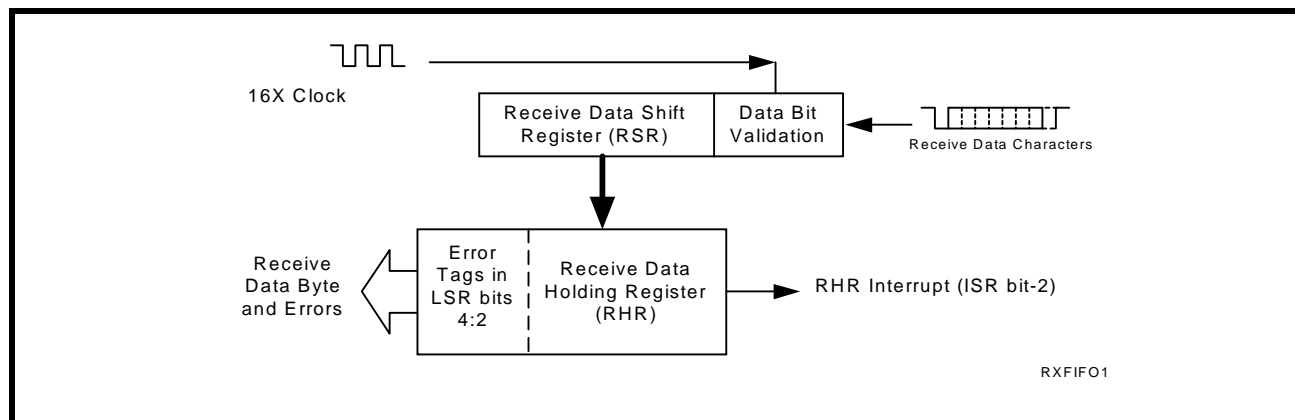 16X Clock
Receive Data Shift
Register (RSR)
Data Bit
Validation
Receive Data Characters
Receive
Data Byte
and Errors
Error
Tags in
LSR bits
4:2
Receive Data
Holding Register
(RHR)
RHR Interrupt (ISR bit-2)
RXFIFO1